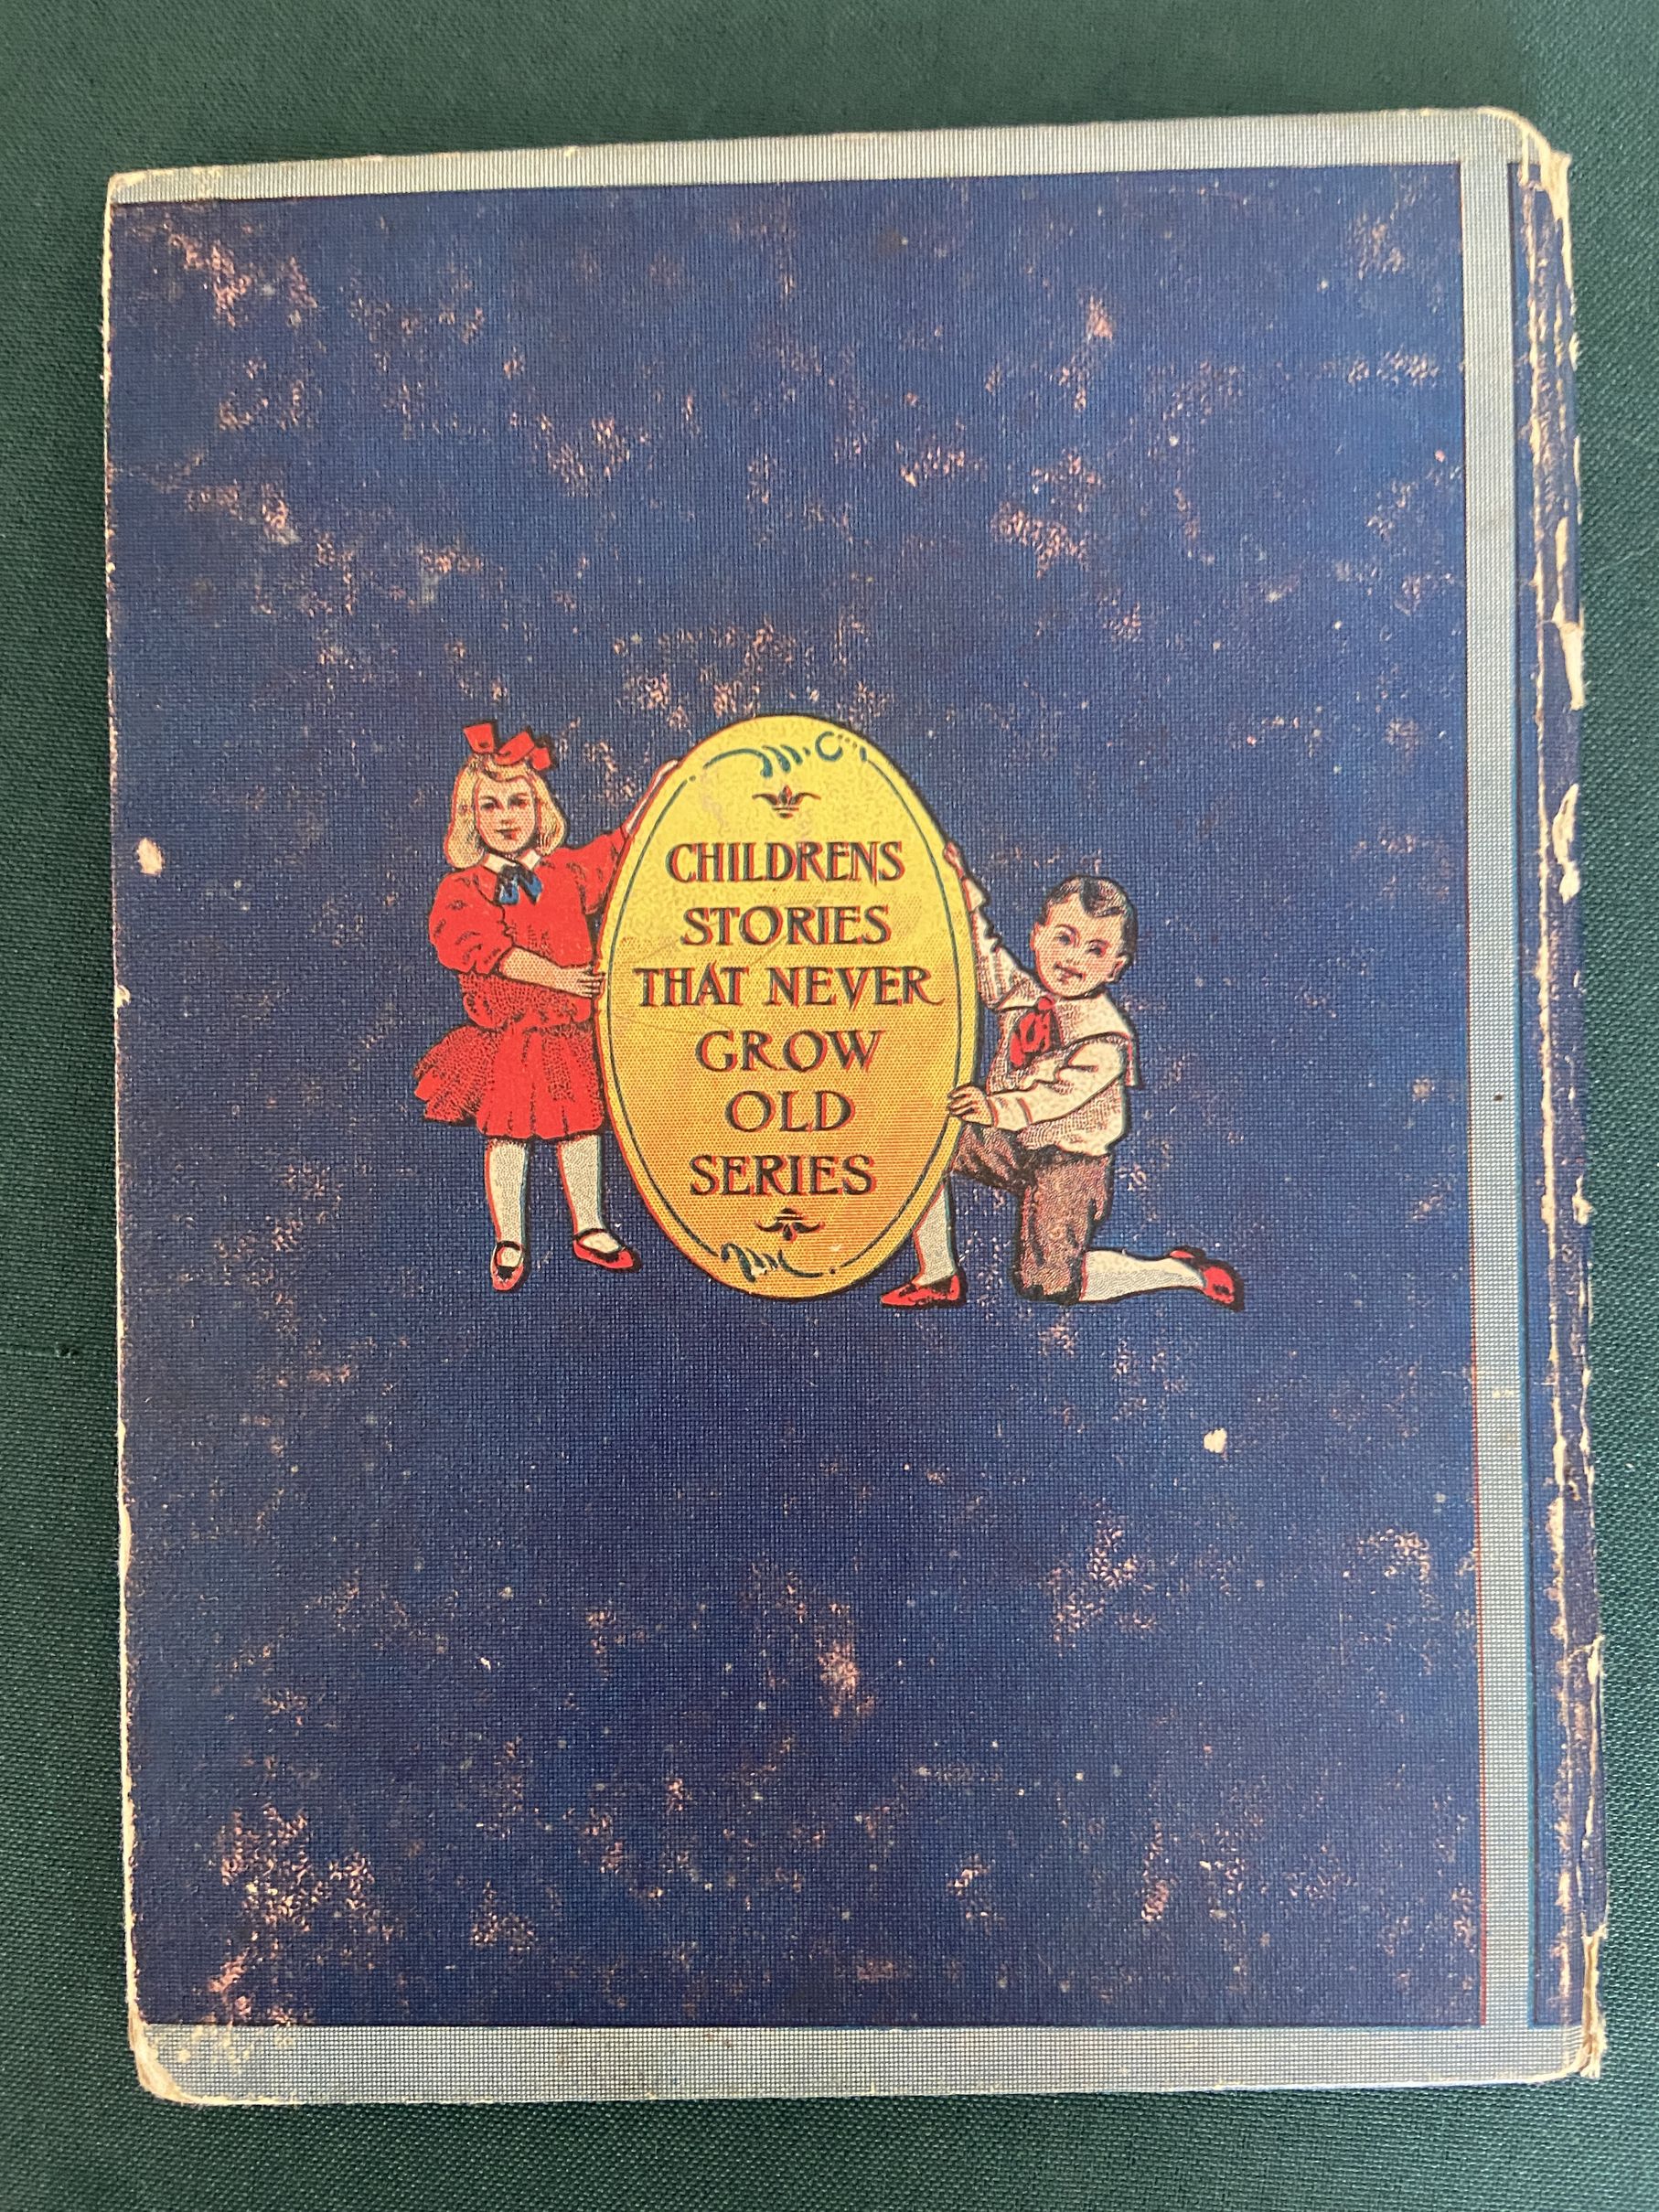 CHILDRENS
STORIES
THAT NEVER
GROW
OLD
SERIES